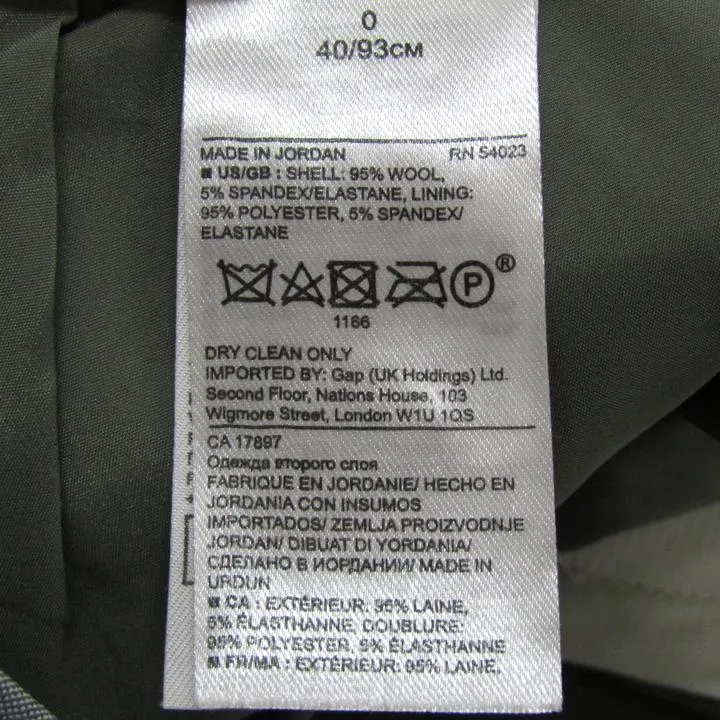 0
40/93CM
MADE IN JORDAN RN 54023
■ US/GB : SHELL: 95% WOOL,
5% SPANDEX/ELASTANE, LINING:
95% POLYESTER, 5% SPANDEX/
ELASTANE
P ®
1166
DRY CLEAN ONLY
IMPORTED BY: Gap (UK Holdings) Ltd.
Second Floor, Nations House, 103
Wigmore Street, London W1U 1QS
CA 17897
Одежда второго слоя
FABRIQUE EN JORDANIE/ HECHO EN
JORDANIA CON INSUMOS
IMPORTADOS/ ZEMLJA PROIZVODNJE
JORDAN/ DIBUAT DI YORDANIA/
СДЕЛАНО В ИОРДАНИИ/ MADE IN
URDUN
■ CA : EXTÉRIEUR: 95% LAINE,
5% ÉLASTHANNE, DOUBLURE:
95% POLYESTER, 5% ÉLASTHANNE
■ FR/MA : EXTÉRIEUR: 95% LAINE,